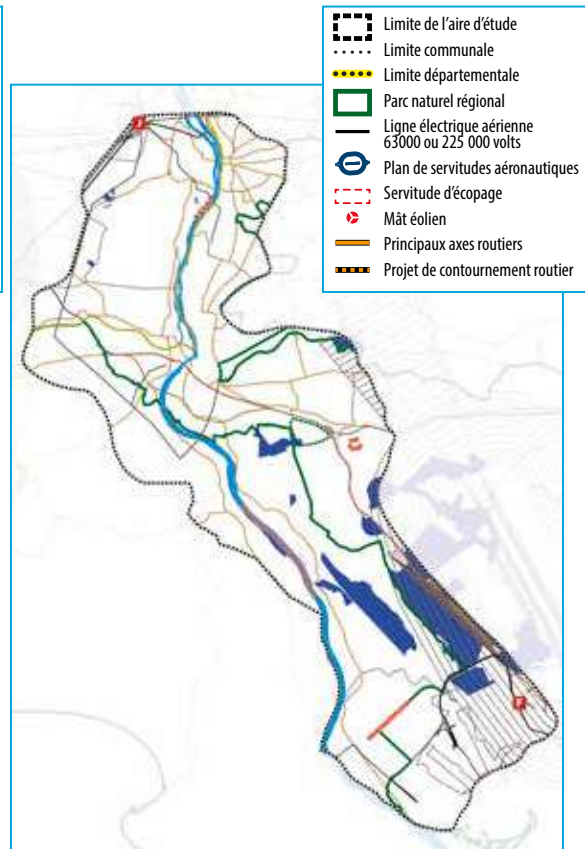 Limite de l'aire d'étude
Limite communale
Limite départementale
Parc naturel régional
Ligne électrique aérienne
63000 ou 225 000 volts
Plan de servitudes aéronautiques
Servitude d'écopage
Mât éolien
Principaux axes routiers
Projet de contournement routier